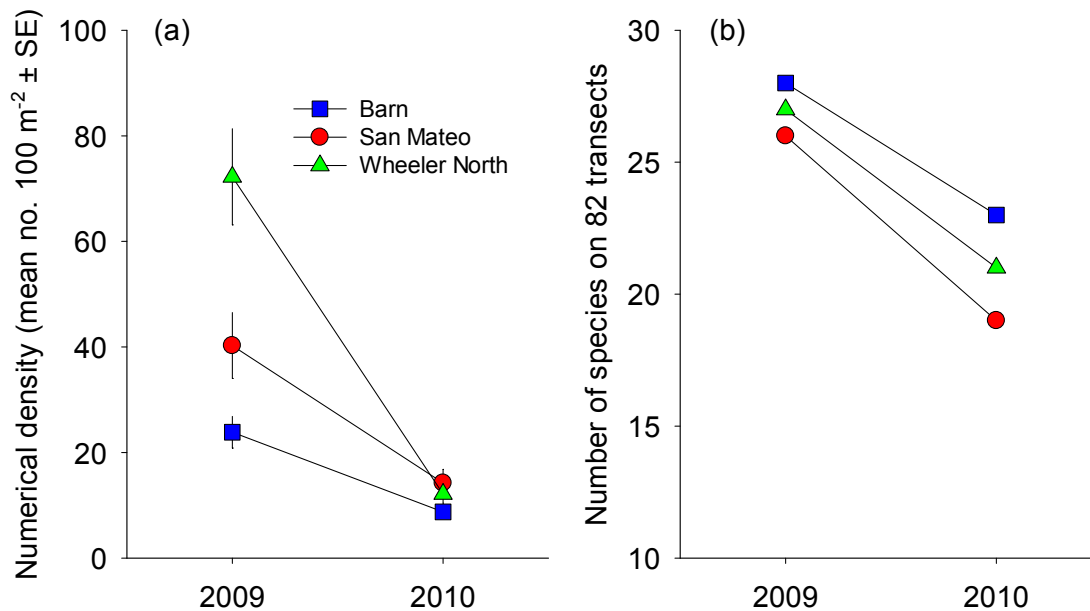 (a)
Numerical density (mean no. 100 m⁻² ± SE)
100
80
60
40
20
0
Barn
San Mateo
Wheeler North
2009
2010
(b)
Number of species on 82 transects
30
25
20
15
10
2009
2010